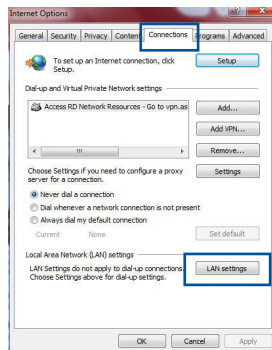 Internet Options
General Security Privacy Content Connections Programs Advanced
To set up an Internet connection, click
Setup.
Setup
Dial-up and Virtual Private Network settings
Access RD Network Resources - Go to vpn.as
Add...
Add VPN...
Remove...
Choose Settings if you need to configure a proxy
server for a connection.
Settings
Never dial a connection
Dial whenever a network connection is not present
Always dial my default connection
Current None
Set default
Local Area Network (LAN) settings
LAN Settings do not apply to dial-up connections.
Choose Settings above for dial-up settings.
LAN settings
OK Cancel Apply